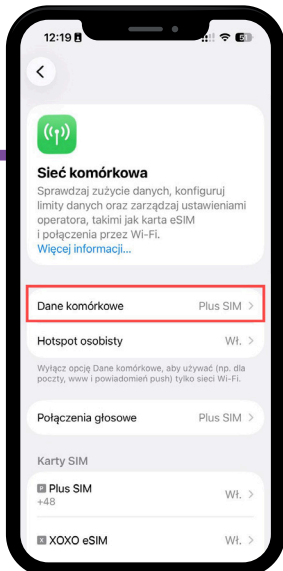 12:19
Sieć komórkowa
Sprawdzaj zużycie danych, konfiguruj
limity danych oraz zarządzaj ustawieniami
operatora, takimi jak karta eSIM
i połączenia przez Wi-Fi.
Więcej informacji...
Dane komórkowe Plus SIM >
Hotspot osobisty Wł. >
Wyłącz opcję Dane komórkowe, aby używać (np. dla
poczty, www i powiadomień push) tylko sieci Wi-Fi.
Połączenia głosowe Plus SIM >
Karty SIM
P Plus SIM Wł. >
+48
X XOXO eSIM Wł. >